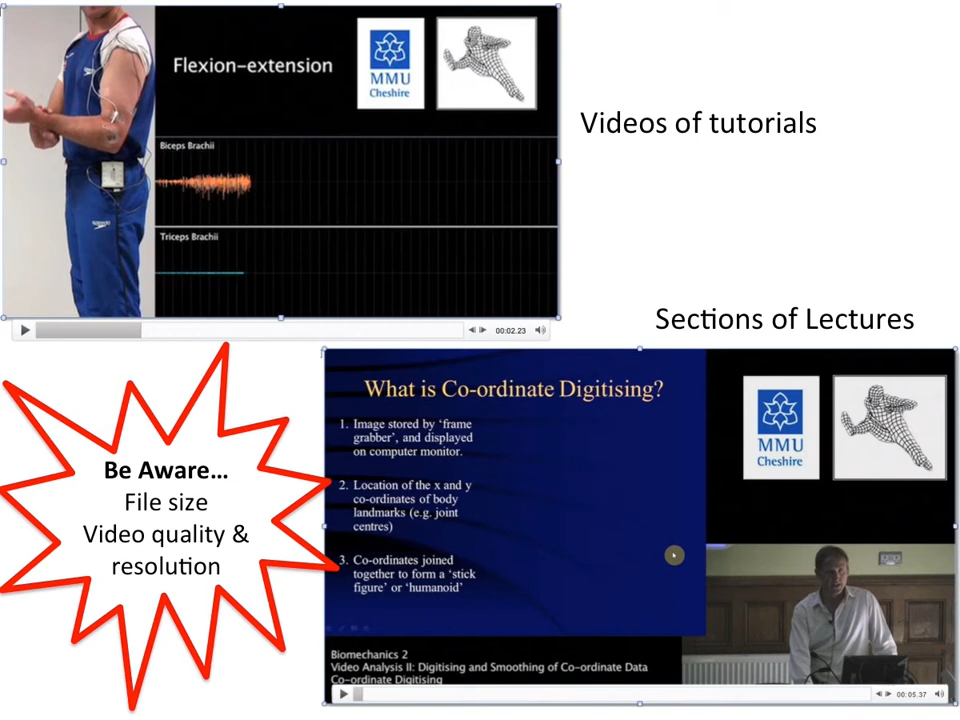 Flexion-extension
MMU
Cheshire
Biceps Brachii
Triceps Brachii
speedo
00:02.23
Videos of tutorials
Sections of Lectures
Be Aware...
File size
Video quality &
resolution
What is Co-ordinate Digitising?
1. Image stored by ‘frame
grabber’, and displayed
on computer monitor.
2. Location of the x and y
co-ordinates of body
landmarks (e.g. joint
centres)
3. Co-ordinates joined
together to form a ‘stick
figure’ or ‘humanoid’
MMU
Cheshire
Biomechanics 2
Video Analysis II: Digitising and Smoothing of Co-ordinate Data
Co-ordinate Digitising
00:05.37